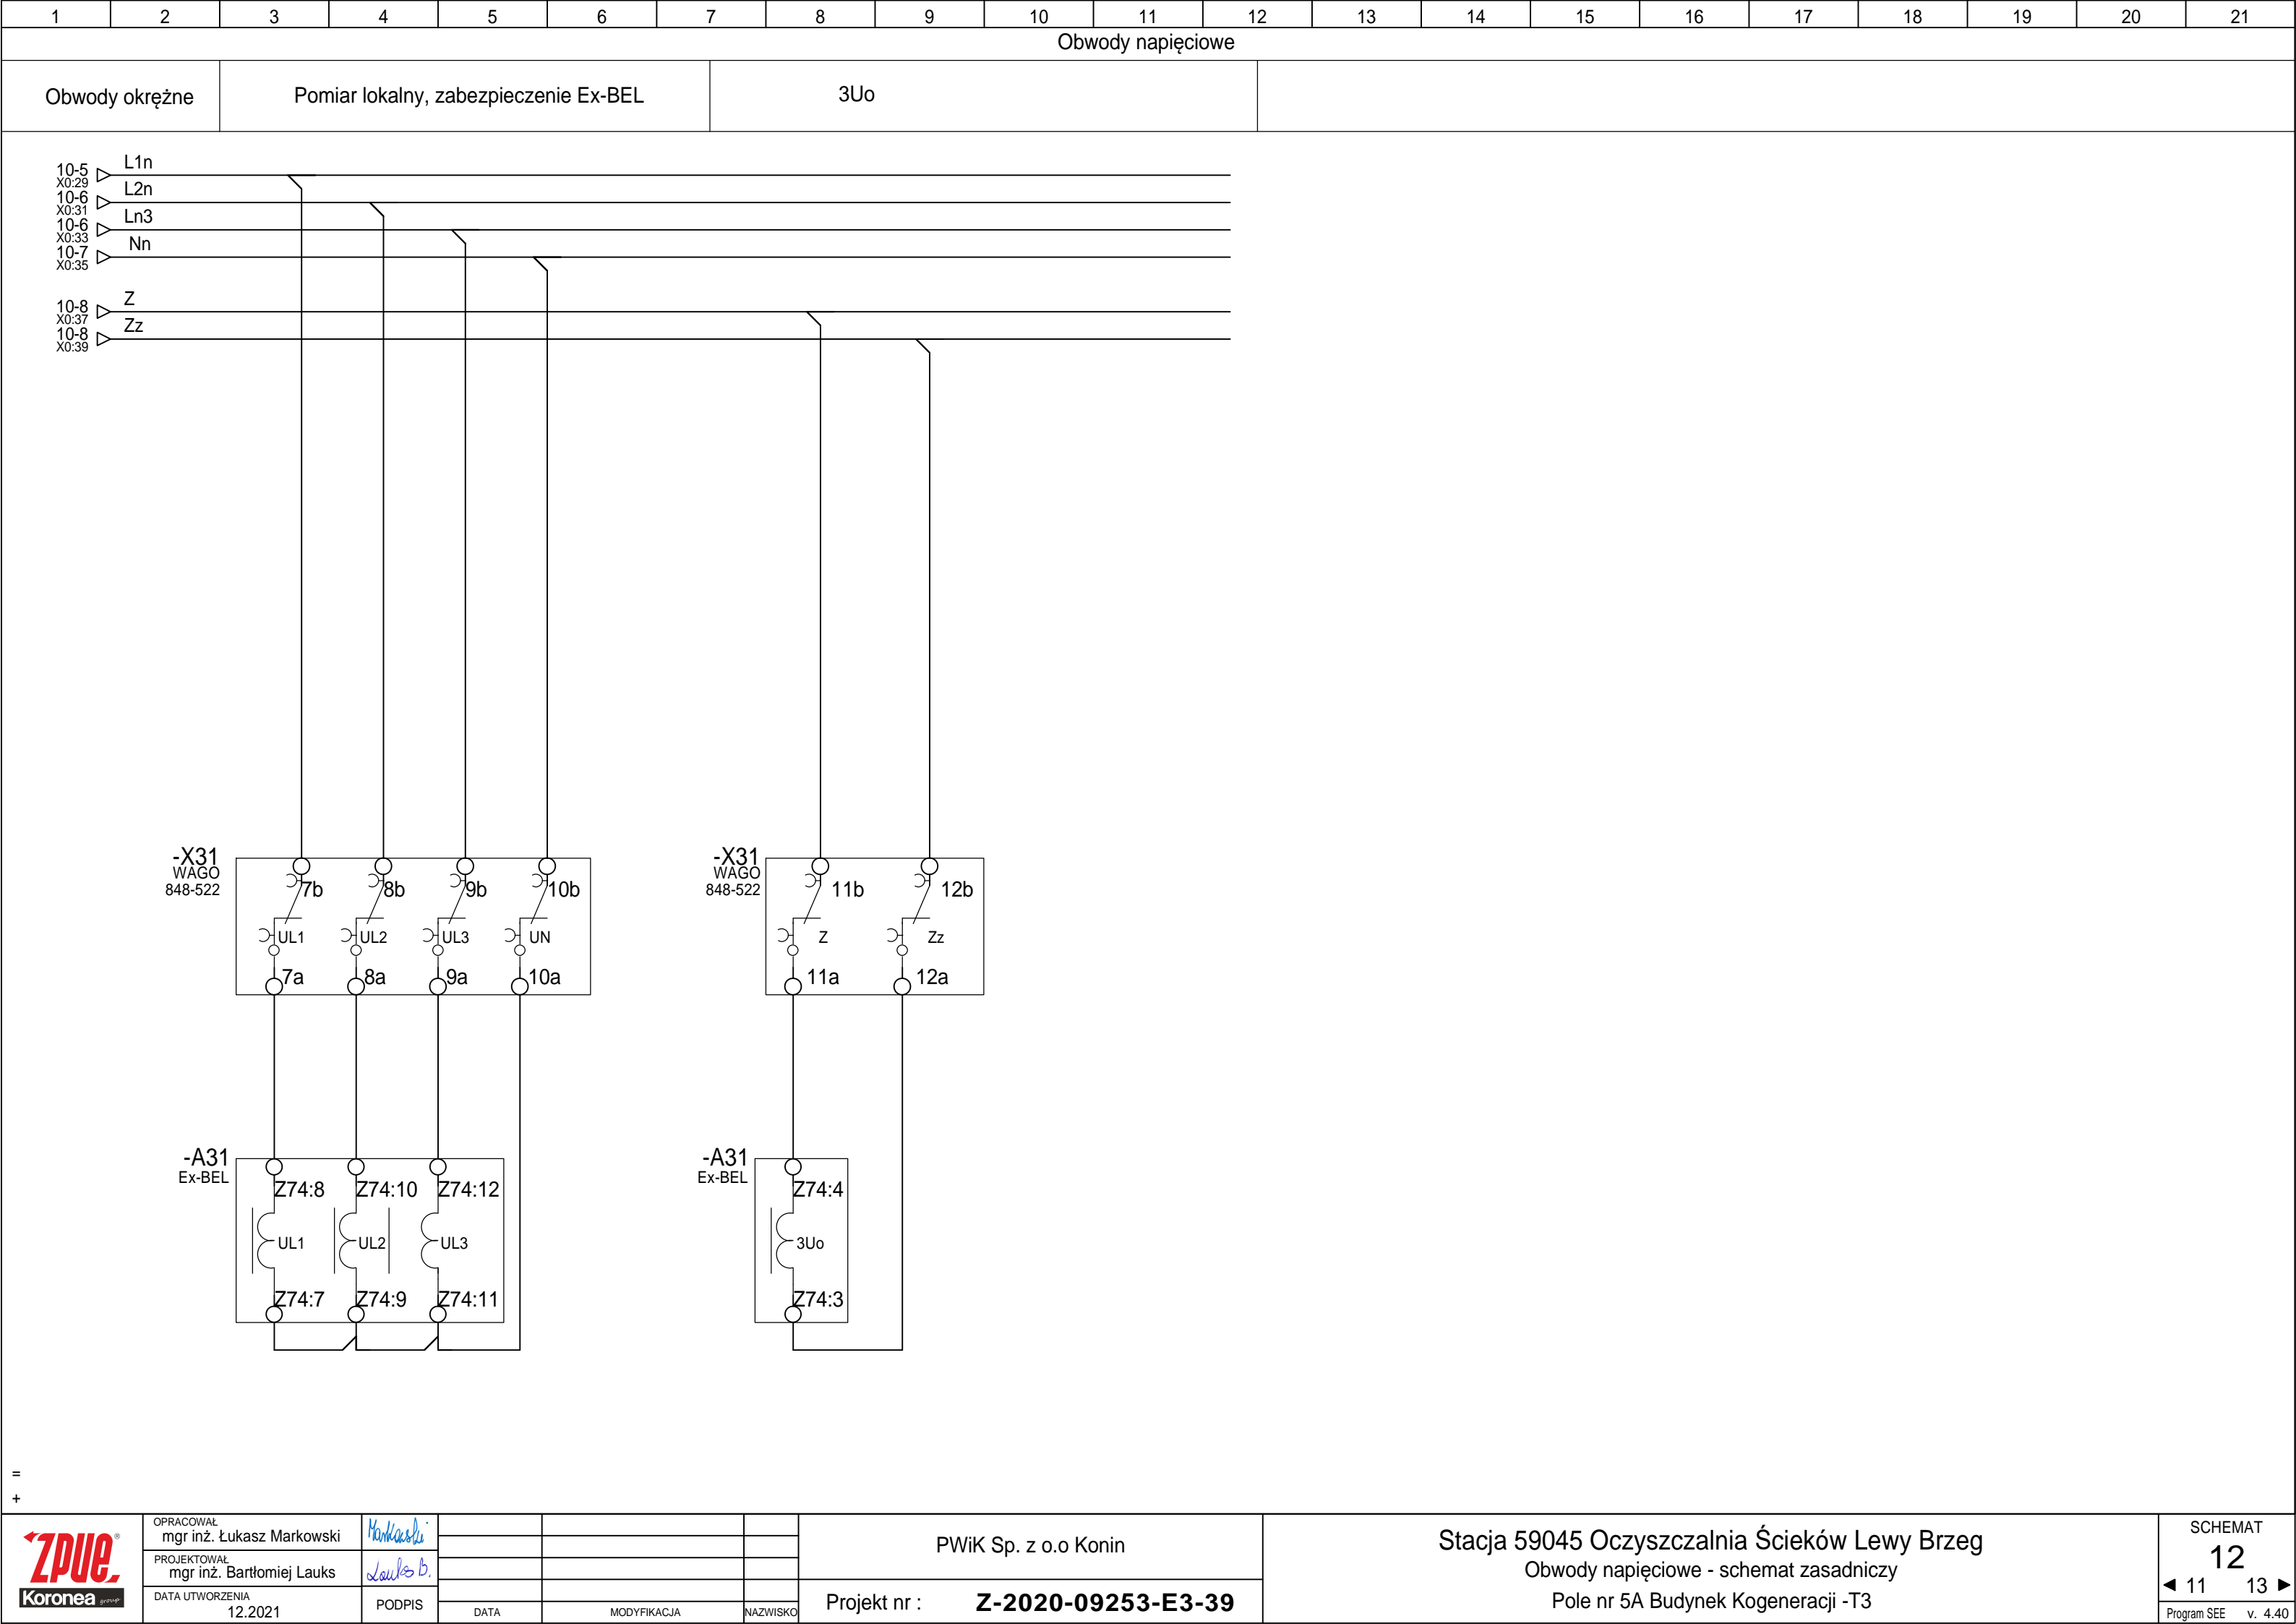 1 2 3 4 5 6 7 8 9 10 11 12 13 14 15 16 17 18 19 20 21
Obwody napięciowe
Obwody okrężne Pomiar lokalny, zabezpieczenie Ex-BEL 3Uo
L1n
10-5
X0:29
L2n
10-6
X0:31
Ln3
10-6
X0:33
Nn
10-7
X0:35
Z
10-8
X0:37
Zz
10-8
X0:39
-X31
WAGO
848-522
7b 8b 9b 10b
UL1 UL2 UL3 UN
7a 8a 9a 10a
-X31
WAGO
848-522
11b 12b
Z Zz
11a 12a
-A31
Ex-BEL
Z74:8 Z74:10 Z74:12
UL1 UL2 UL3
Z74:7 Z74:9 Z74:11
-A31
Ex-BEL
Z74:4
3Uo
Z74:3
=
+
ZPUE®
Koronea group
OPRACOWAŁ
mgr inż. Łukasz Markowski
Markowski
PROJEKTOWAŁ
mgr inż. Bartłomiej Lauks
Lauks B.
DATA UTWORZENIA
12.2021
PODPIS
DATA MODYFIKACJA NAZWISKO
PWiK Sp. z o.o Konin
Projekt nr : Z-2020-09253-E3-39
Stacja 59045 Oczyszczalnia Ścieków Lewy Brzeg
Obwody napięciowe - schemat zasadniczy
Pole nr 5A Budynek Kogeneracji -T3
SCHEMAT
12
11 13
Program SEE v. 4.40